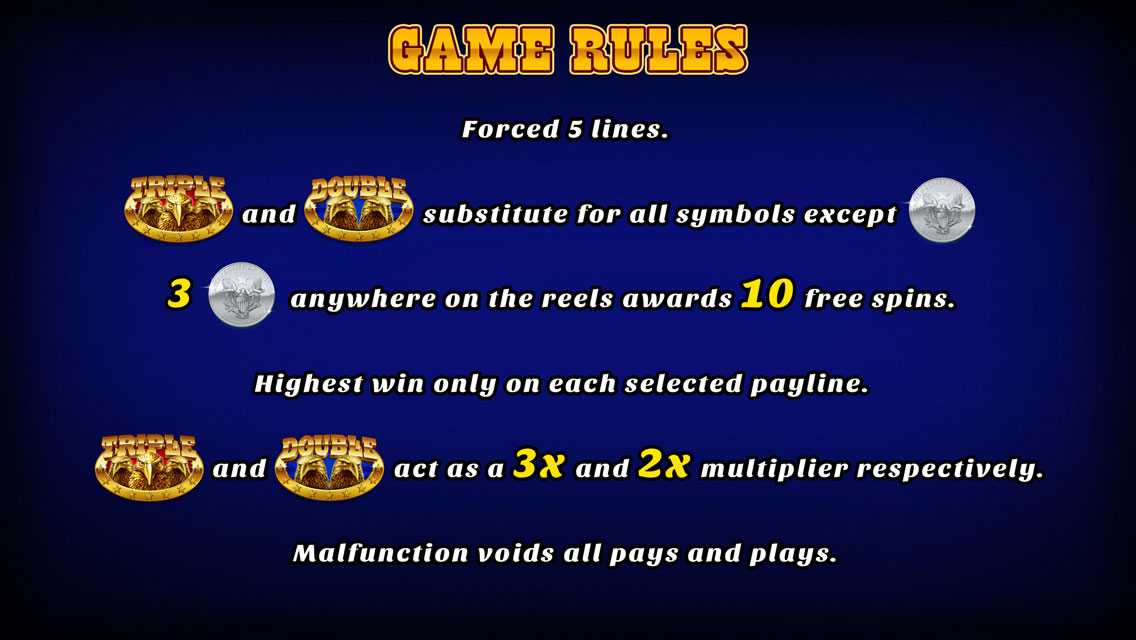 GAME RULES
Forced 5 lines.
TRIPLE and DOUBLE substitute for all symbols except
3 anywhere on the reels awards 10 free spins.
Highest win only on each selected payline.
TRIPLE and DOUBLE act as a 3x and 2x multiplier respectively.
Malfunction voids all pays and plays.